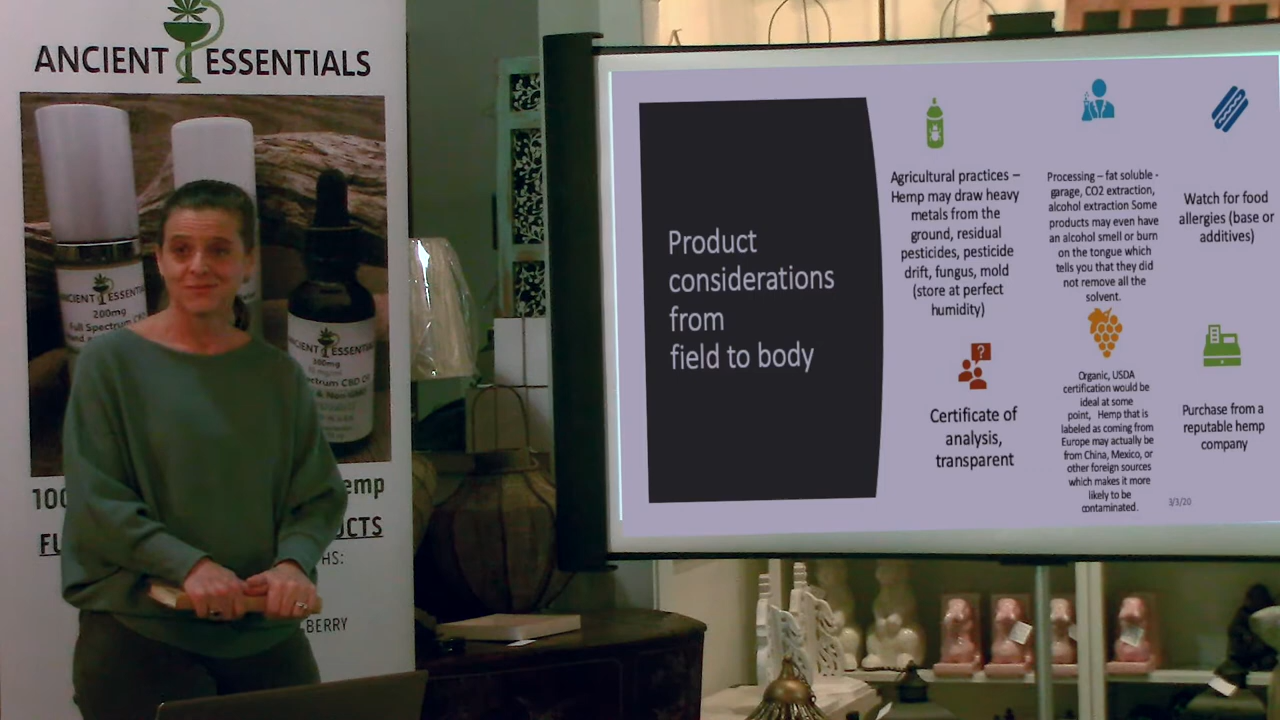 ANCIENT ESSENTIALS
ANCIENT ESSENTI
200mg
Full Spectrum CBD
ANCIENT ESSENTIALS
300mg
ctrum CBD Oil
& Non GMO
100
emp
FU
UCTS
HS:
BERRY
Product
considerations
from
field to body
Agricultural practices –
Hemp may draw heavy
metals from the
ground, residual
pesticides, pesticide
drift, fungus, mold
(store at perfect
humidity)
Processing – fat soluble -
garage, CO2 extraction,
alcohol extraction Some
products may even have
an alcohol smell or burn
on the tongue which
tells you that they did
not remove all the
solvent.
Watch for food
allergies (base or
additives)
Certificate of
analysis,
transparent
Organic, USDA
certification would be
ideal at some
point, Hemp that is
labeled as coming from
Europe may actually be
from China, Mexico, or
other foreign sources
which makes it more
likely to be
contaminated.
Purchase from a
reputable hemp
company
3/3/20